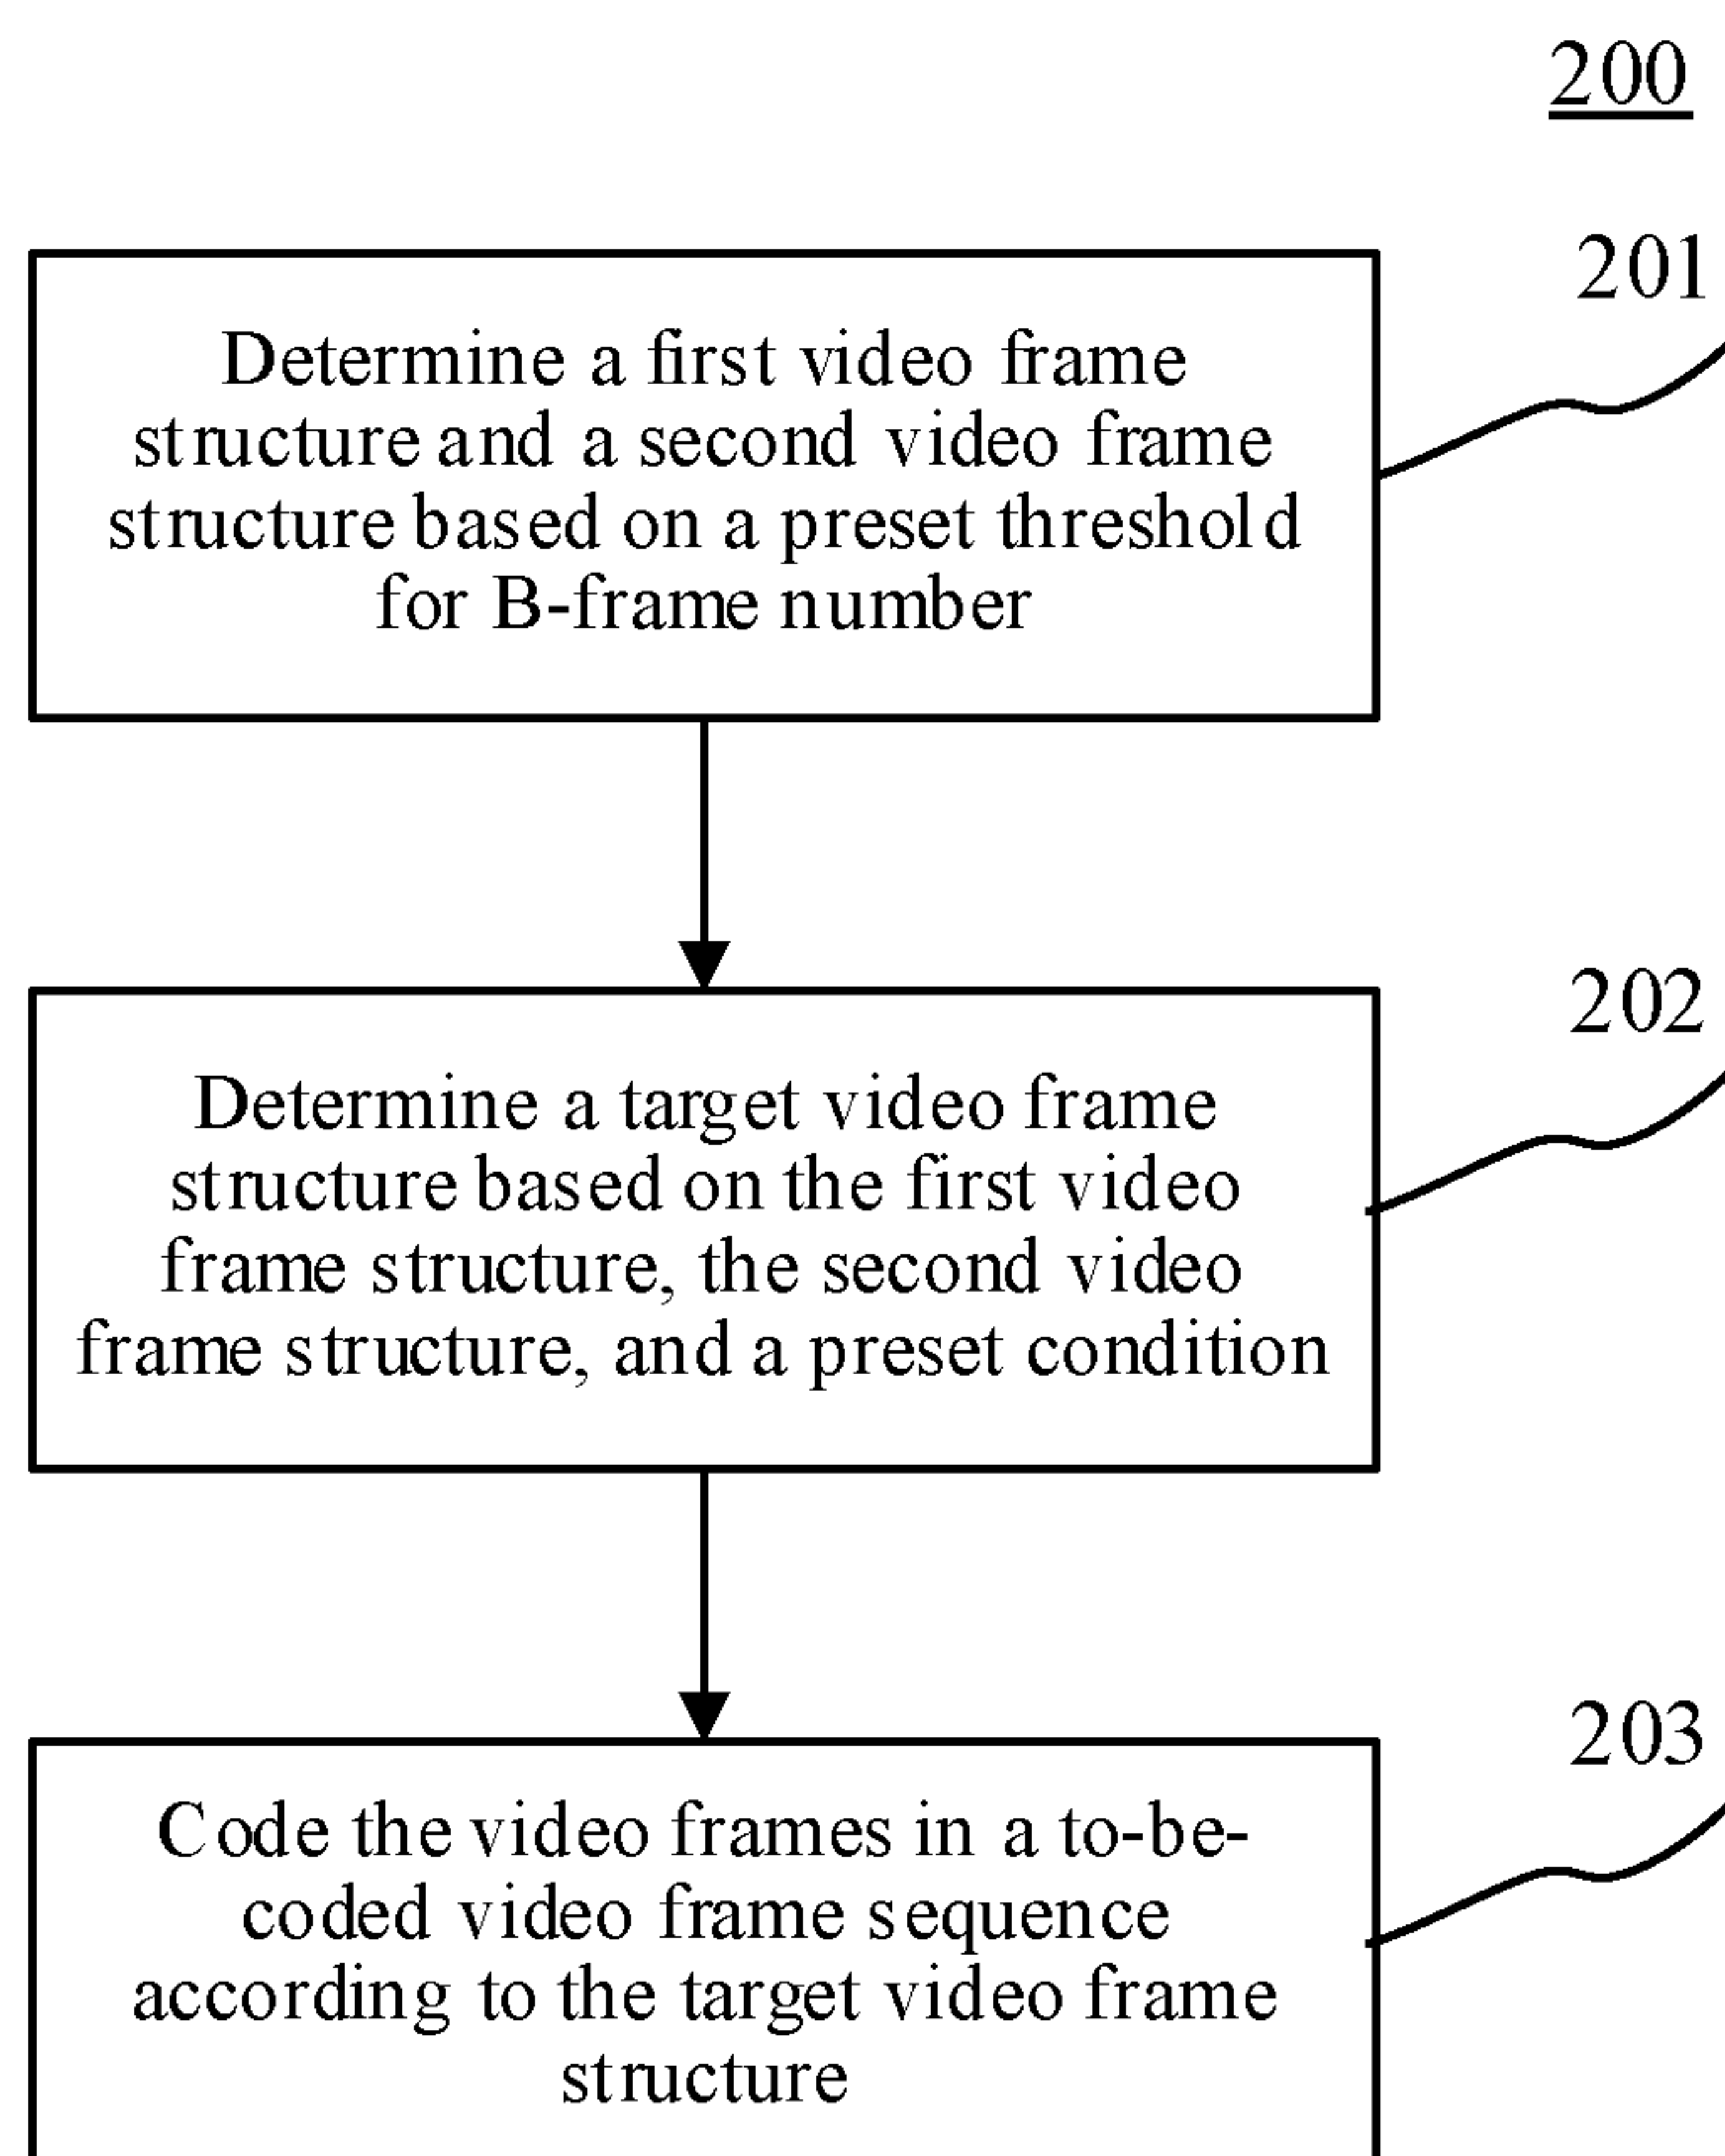 200
201
Determine a first video frame
structure and a second video frame
structure based on a preset threshold
for B-frame number
202
Determine a target video frame
structure based on the first video
frame structure, the second video
frame structure, and a preset condition
203
Code the video frames in a to-be-
coded video frame sequence
according to the target video frame
structure